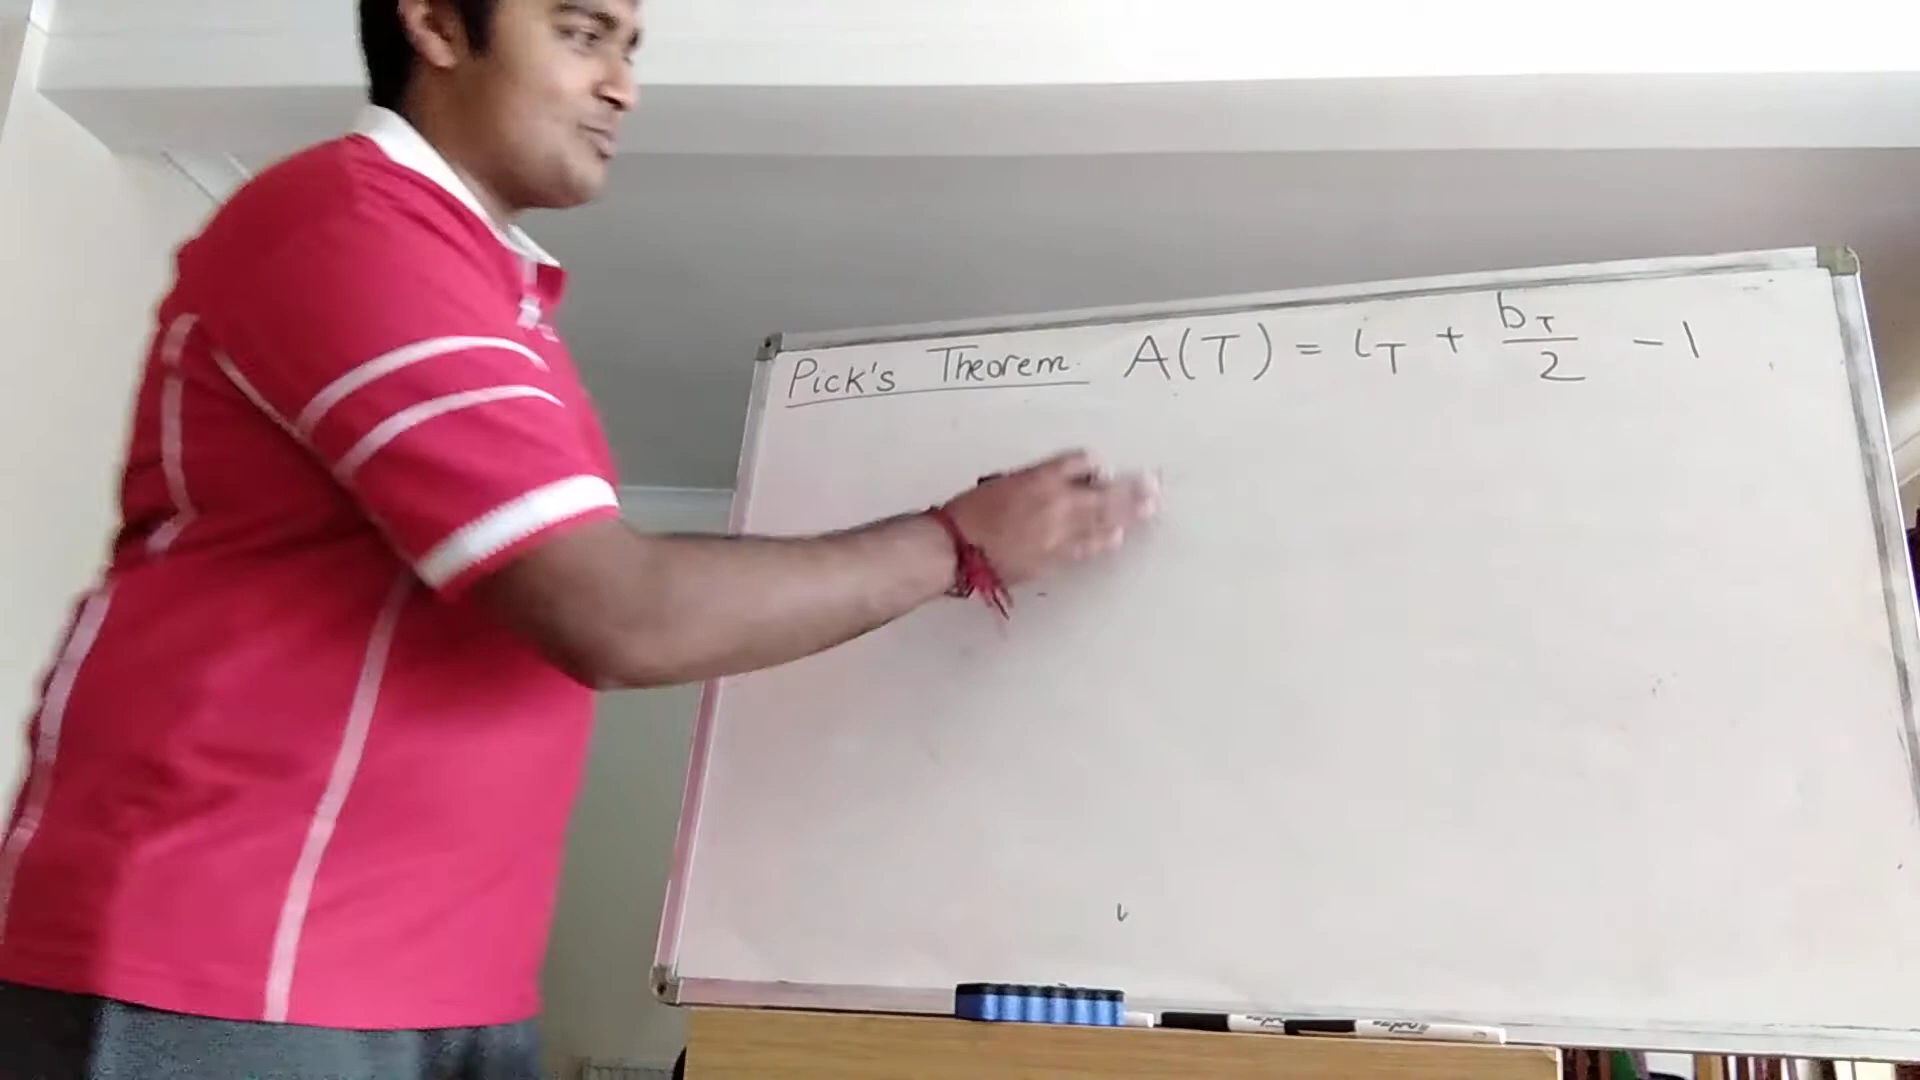 Pick's Theorem. A(T) = i_T + b_T/2 - 1